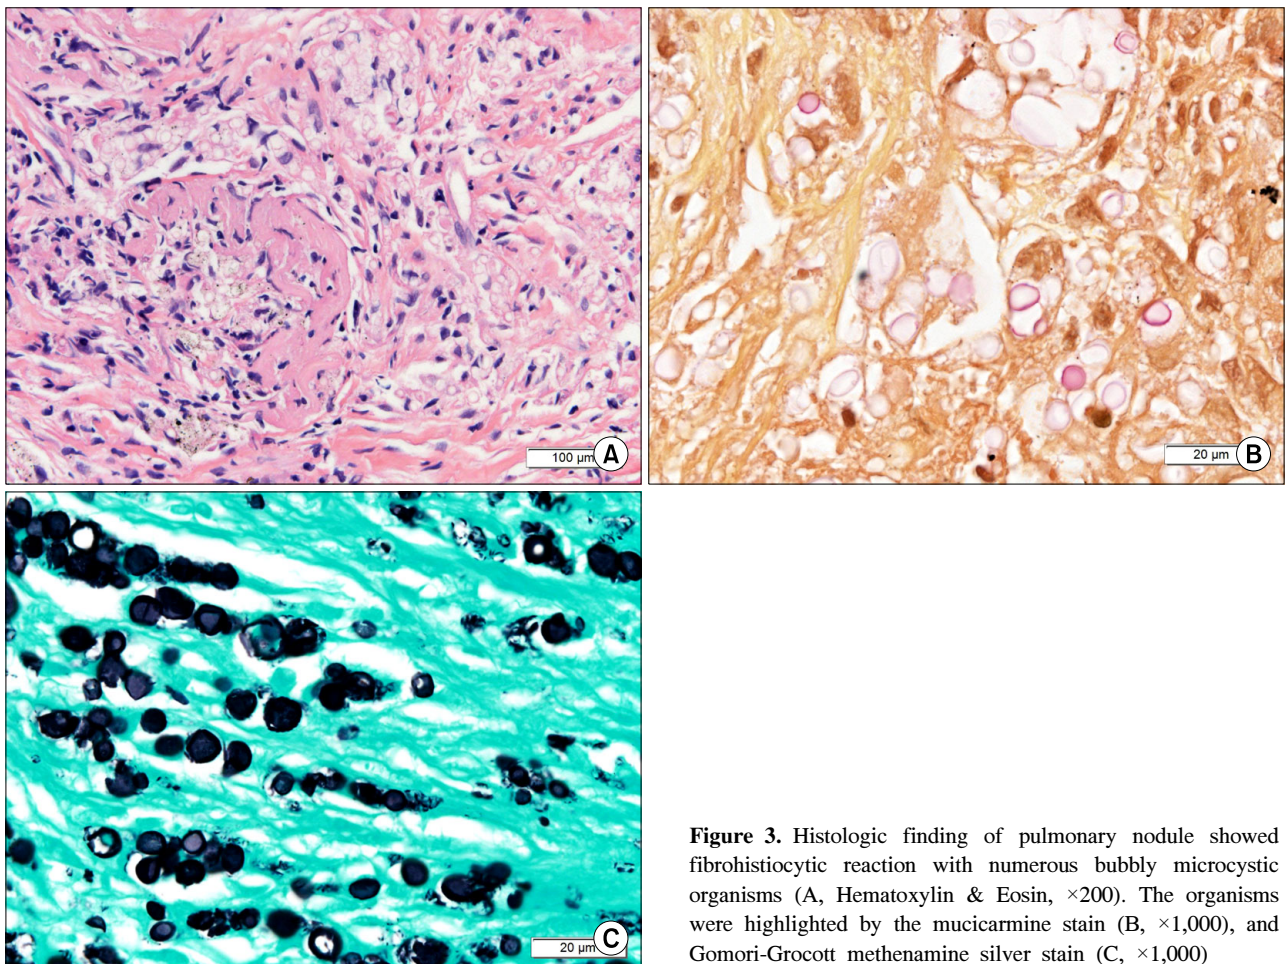 100 µm
A
20 µm
B
20 µm
C
Figure 3. Histologic finding of pulmonary nodule showed
fibrohistiocytic reaction with numerous bubbly microcystic
organisms (A, Hematoxylin & Eosin, ×200). The organisms
were highlighted by the mucicarmine stain (B, ×1,000), and
Gomori-Grocott methenamine silver stain (C, ×1,000)